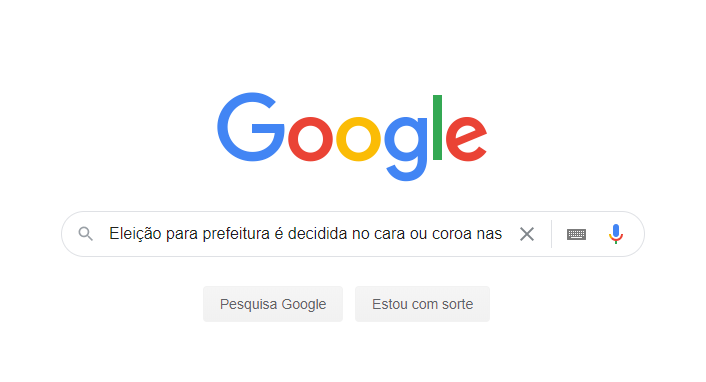 Google
Eleição para prefeitura é decidida no cara ou coroa nas
Pesquisa Google
Estou com sorte